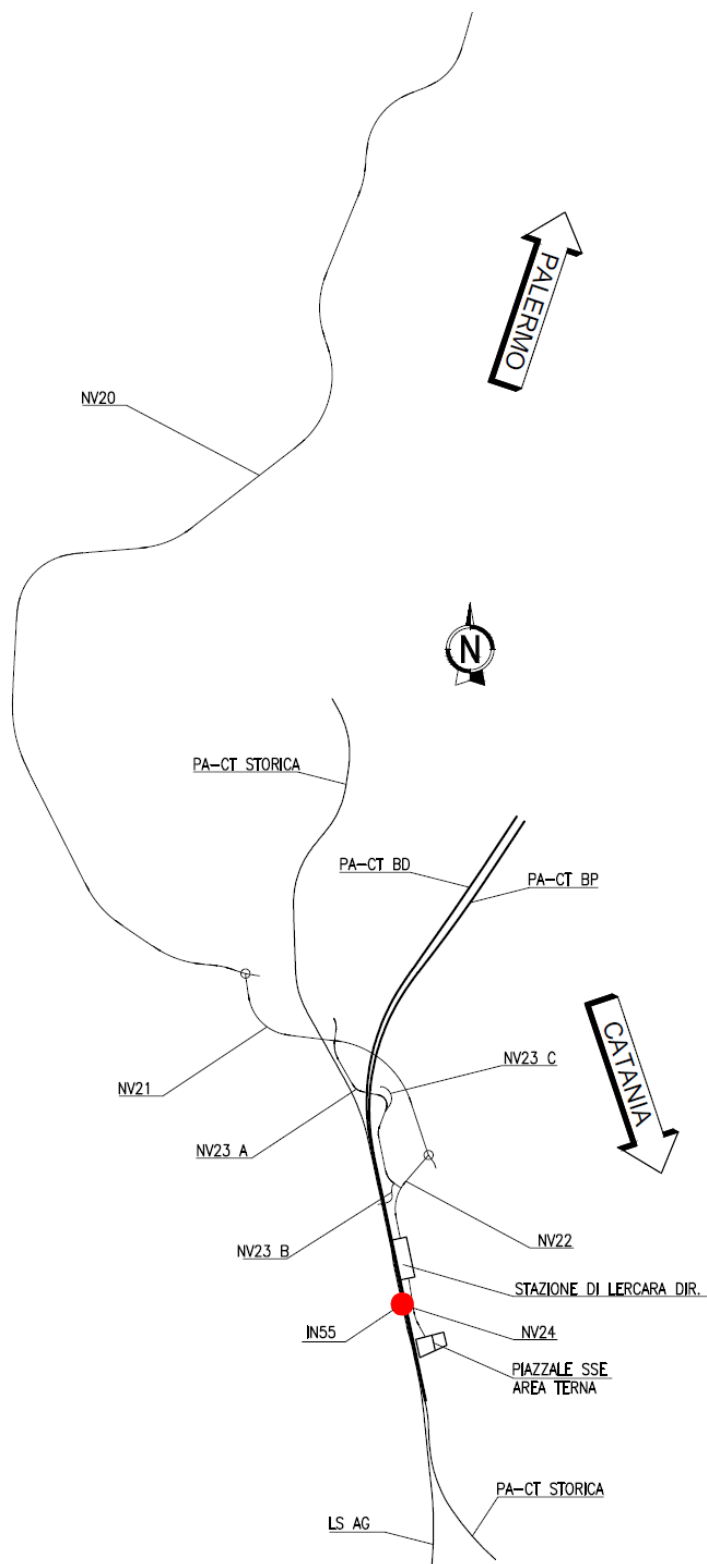 PALERMO
NV20
N
PA-CT STORICA
PA-CT BD
PA-CT BP
CATANIA
NV23 C
NV21
NV23 A
NV23 B
NV22
STAZIONE DI LERCARA DIR.
IN55
NV24
PIAZZALE SSE
AREA TERNA
PA-CT STORICA
LS AG